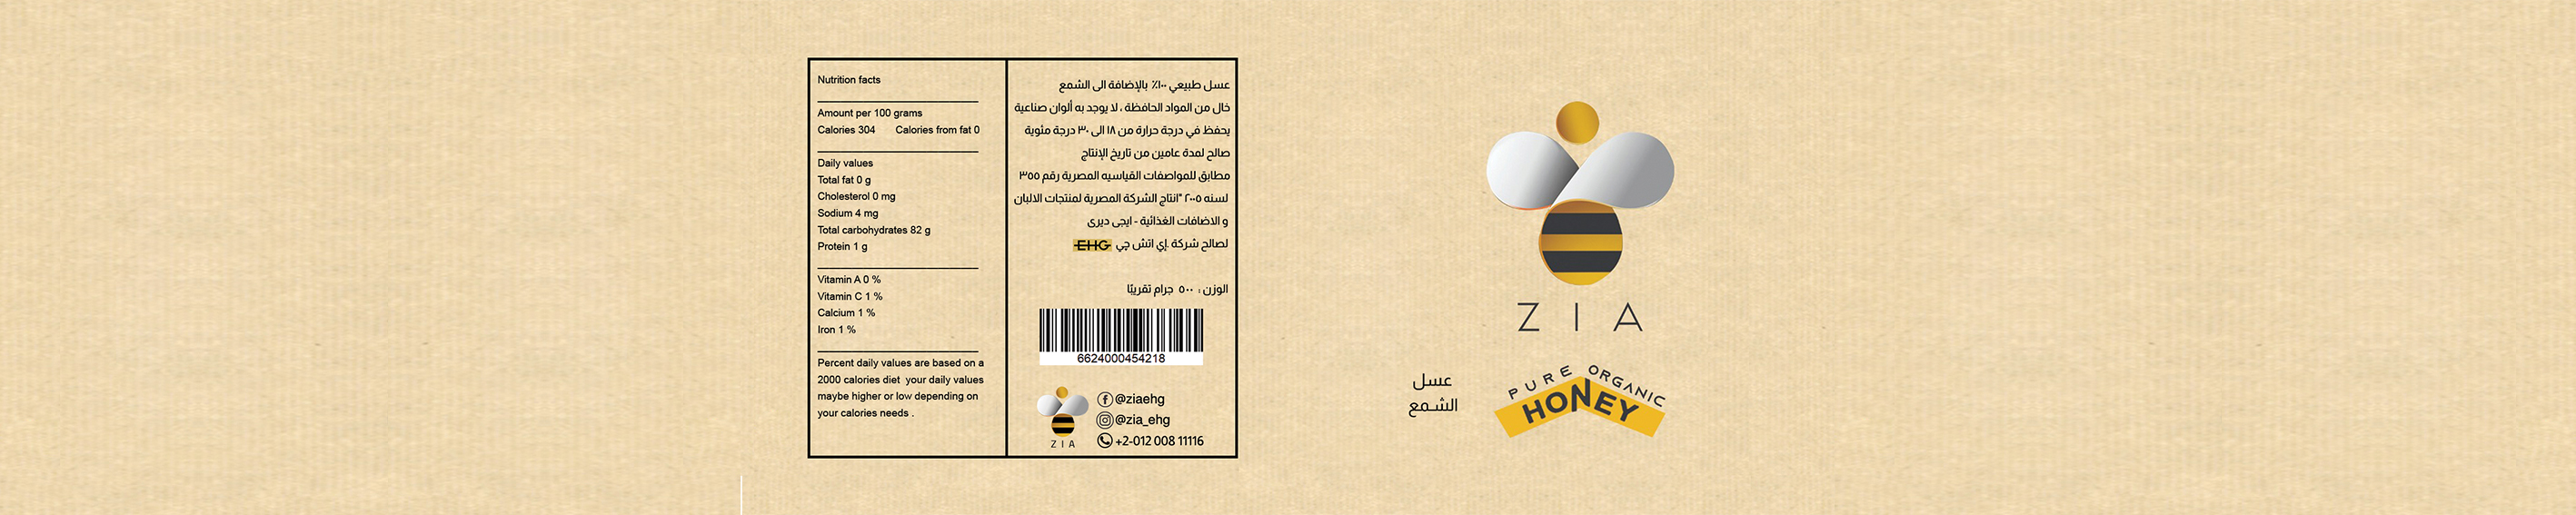 Nutrition facts
Amount per 100 grams
Calories 304 Calories from fat 0
Daily values
Total fat 0 g
Cholesterol 0 mg
Sodium 4 mg
Total carbohydrates 82 g
Protein 1 g
Vitamin A 0 %
Vitamin C 1 %
Calcium 1 %
Iron 1 %
Percent daily values are based on a
2000 calories diet your daily values
maybe higher or low depending on
your calories needs .
عسل طبيعي ١٠٠٪ بالإضافة الى الشمع
خال من المواد الحافظة ، لا يوجد به ألوان صناعية
يحفظ في درجة حرارة من ١٨ الى ٣٠ درجة مئوية
صالح لمدة عامين من تاريخ الإنتاج
مطابق للمواصفات القياسيه المصرية رقم ٣٥٥
لسنه ٢٠٠٥ "انتاج الشركة المصرية لمنتجات الالبان
و الاضافات الغذائية - ايجى ديرى
لصالح شركة .إي اتش جي EHG
الوزن : ٥٠٠ جرام تقريبًا
6624000454218
@ziaehg
@zia_ehg
+2-012 008 11116
ZIA
ZIA
عسل
الشمع
PURE ORGANIC
HONEY